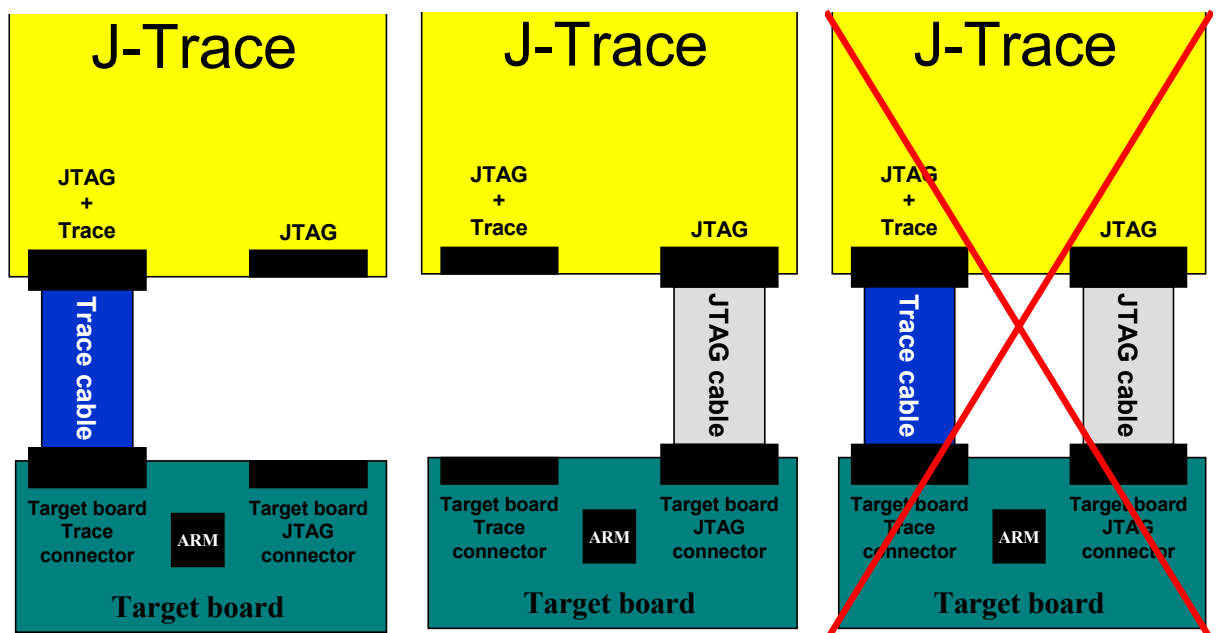 J-Trace
JTAG
+
Trace
JTAG
Trace cable
Target board
Trace
connector
ARM
Target board
JTAG
connector
Target board
J-Trace
JTAG
+
Trace
JTAG
JTAG cable
Target board
Trace
connector
ARM
Target board
JTAG
connector
Target board
J-Trace
JTAG
+
Trace
JTAG
Trace cable
JTAG cable
Target board
Trace
connector
ARM
Target board
JTAG
connector
Target board